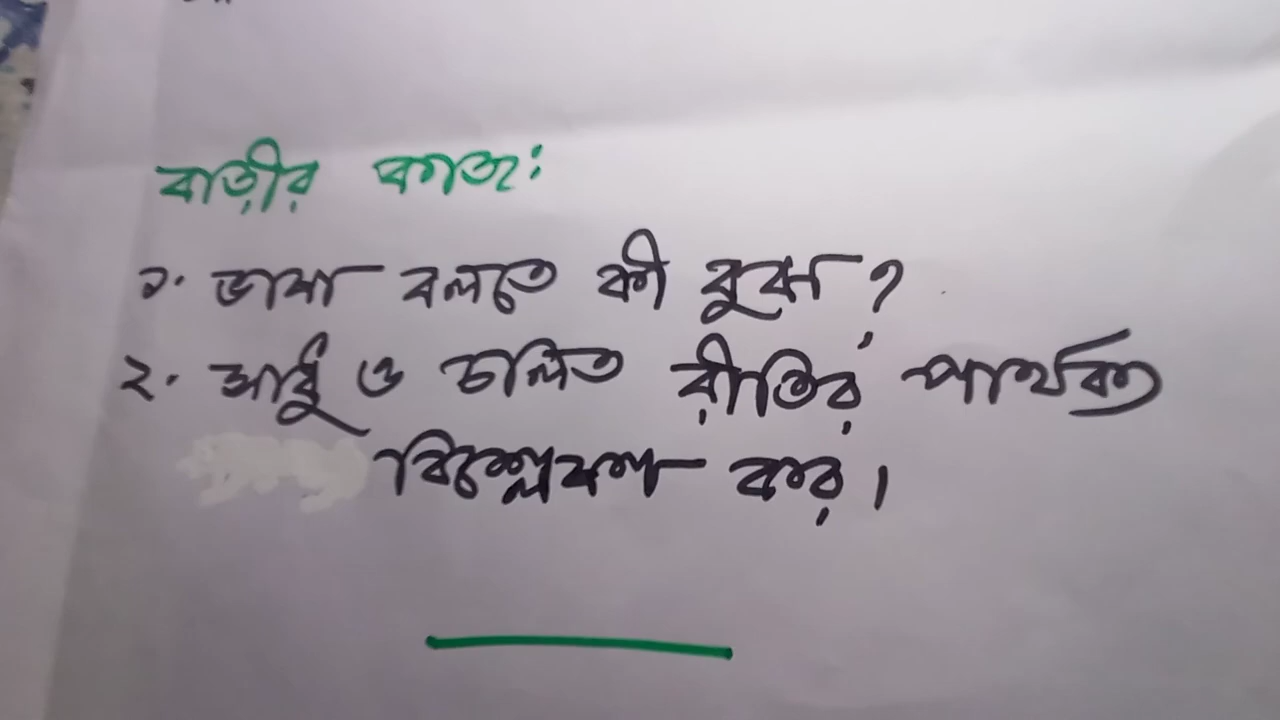 বাড়ীর কাজ:
১. ভাষা বলতে কী বুঝ?
২. সাধু ও চলিত রীতির পার্থক্য
বিশ্লেষণ কর।